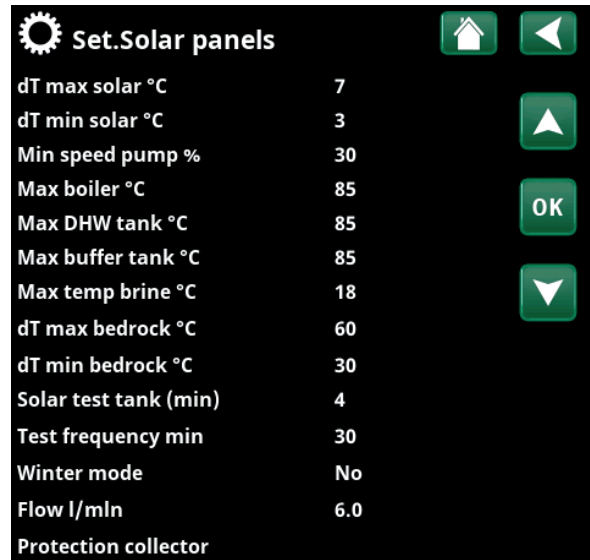 Set.Solar panels
dT max solar °C 7
dT min solar °C 3
Min speed pump % 30
Max boiler °C 85
Max DHW tank °C 85
OK
Max buffer tank °C 85
Max temp brine °C 18
dT max bedrock °C 60
dT min bedrock °C 30
Solar test tank (min) 4
Test frequency min 30
Winter mode No
Flow l/mln 6.0
Protection collector